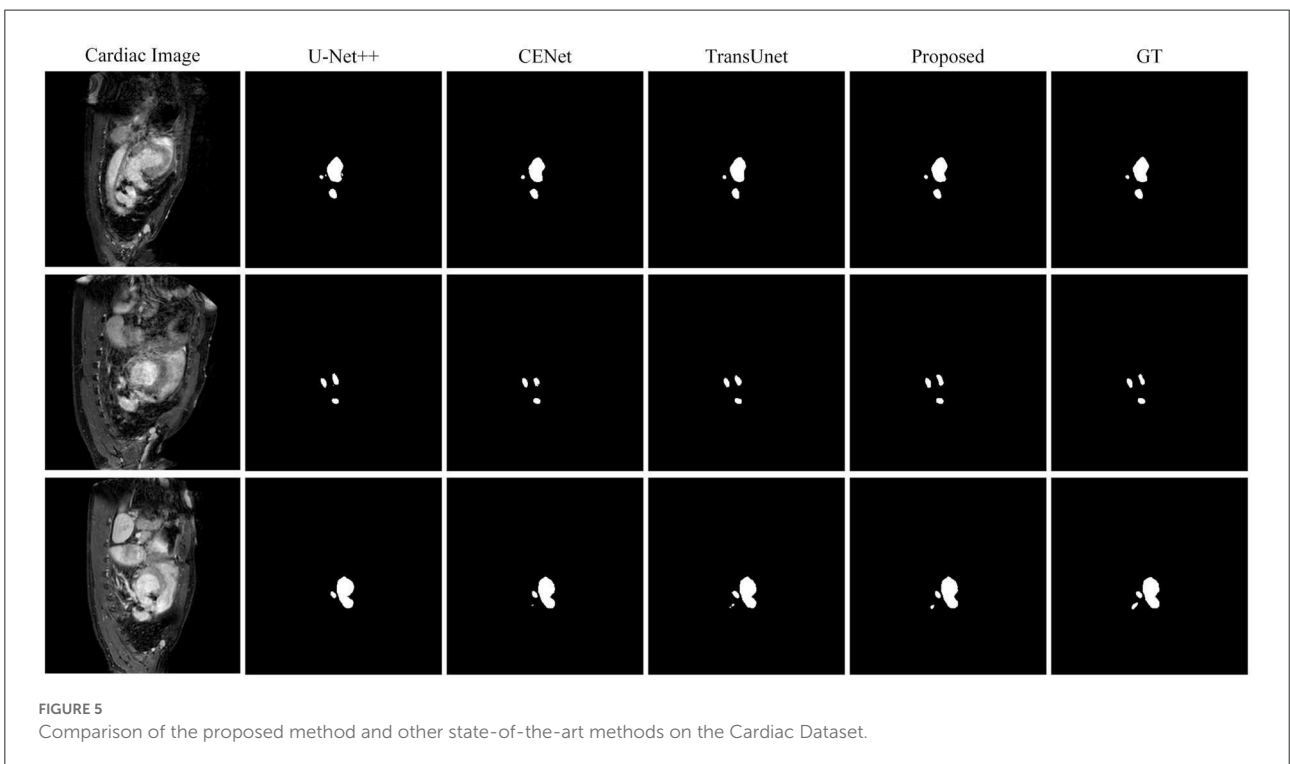 Cardiac Image U-Net++ CENet TransUnet Proposed GT
FIGURE 5
Comparison of the proposed method and other state-of-the-art methods on the Cardiac Dataset.